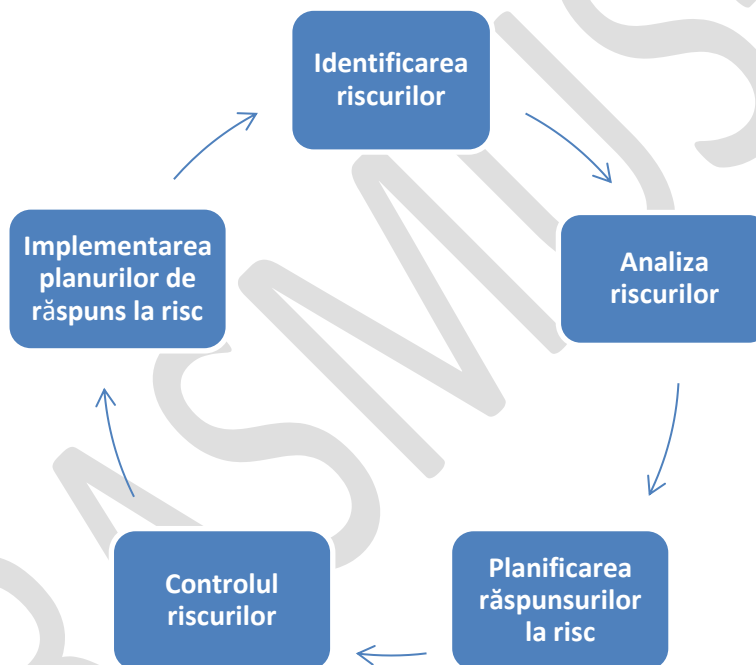 Identificarea
riscurilor
Analiza
riscurilor
Planificarea
răspunsurilor
la risc
Controlul
riscurilor
Implementarea
planurilor de
răspuns la risc